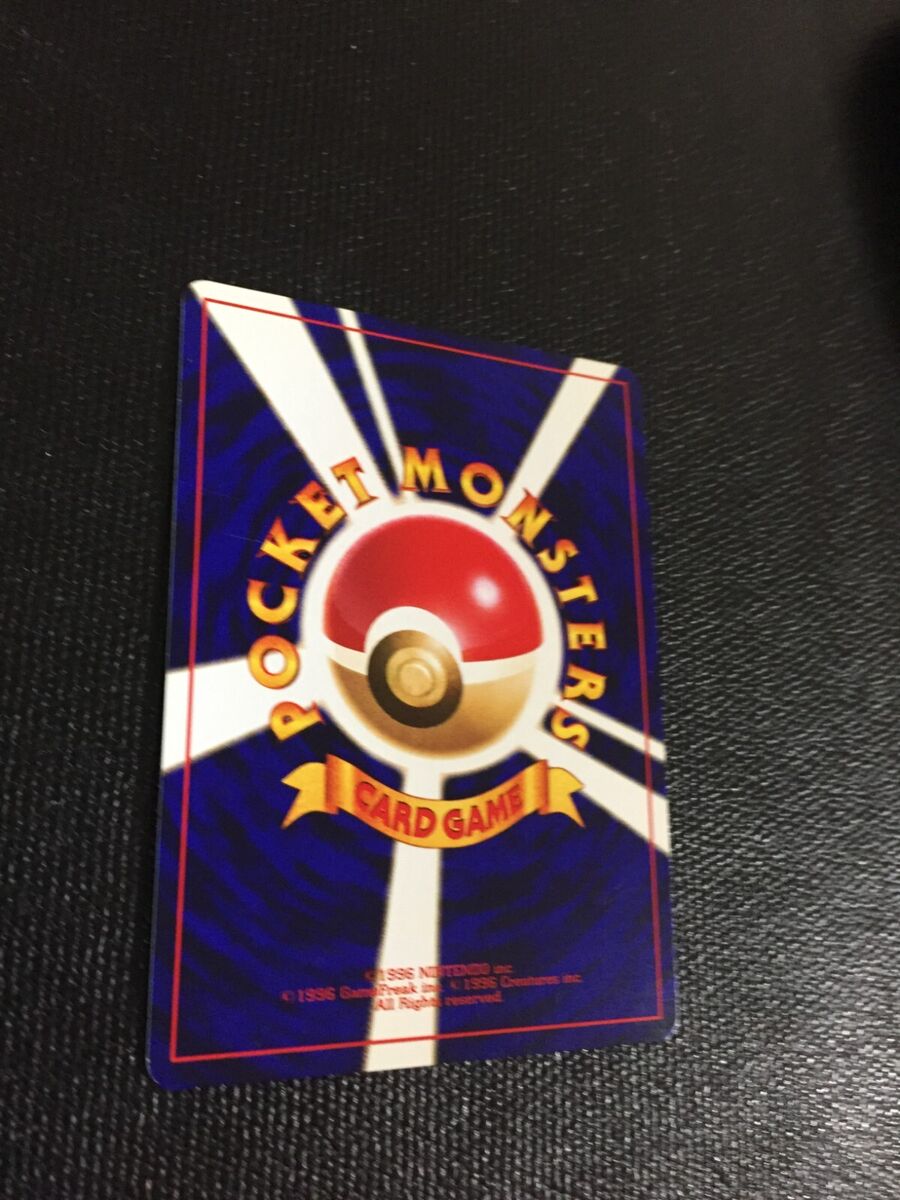 POCKET MONSTERS
CARD GAME
©1996 NINTENDO inc
©1996 GameFreak inc. ©1996 Creatures inc.
All Rights reserved.